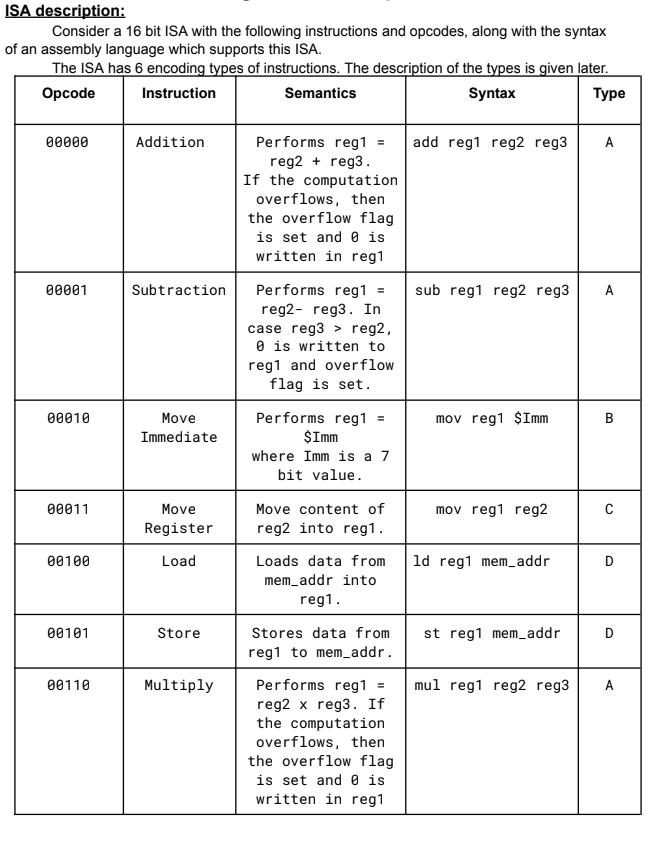 ISA description:
Consider a 16 bit ISA with the following instructions and opcodes, along with the syntax
of an assembly language which supports this ISA.
The ISA has 6 encoding types of instructions. The description of the types is given later.
Opcode Instruction Semantics Syntax Type
00000 Addition Performs reg1 = add reg1 reg2 reg3 A
reg2 + reg3.
If the computation
overflows, then
the overflow flag
is set and 0 is
written in reg1
00001 Subtraction Performs reg1 = sub reg1 reg2 reg3 A
reg2- reg3. In
case reg3 > reg2,
0 is written to
reg1 and overflow
flag is set.
00010 Move Performs reg1 = mov reg1 $Imm B
Immediate $Imm
where Imm is a 7
bit value.
00011 Move Move content of mov reg1 reg2 C
Register reg2 into reg1.
00100 Load Loads data from ld reg1 mem_addr D
mem_addr into
reg1.
00101 Store Stores data from st reg1 mem_addr D
reg1 to mem_addr.
00110 Multiply Performs reg1 = mul reg1 reg2 reg3 A
reg2 x reg3. If
the computation
overflows, then
the overflow flag
is set and 0 is
written in reg1